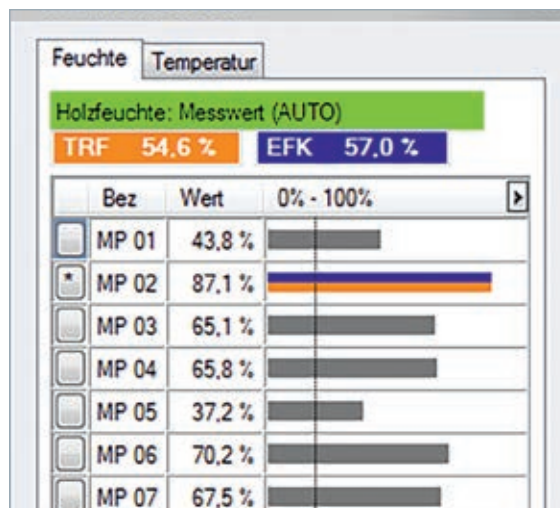 Feuchte Temperatur
Holzfeuchte: Messwert (AUTO)
TRF 54,6 % EFK 57,0 %
Bez Wert 0% - 100%
MP 01 43,8 %
* MP 02 87,1 %
MP 03 65,1 %
MP 04 65,8 %
MP 05 37,2 %
MP 06 70,2 %
MP 07 67,5 %